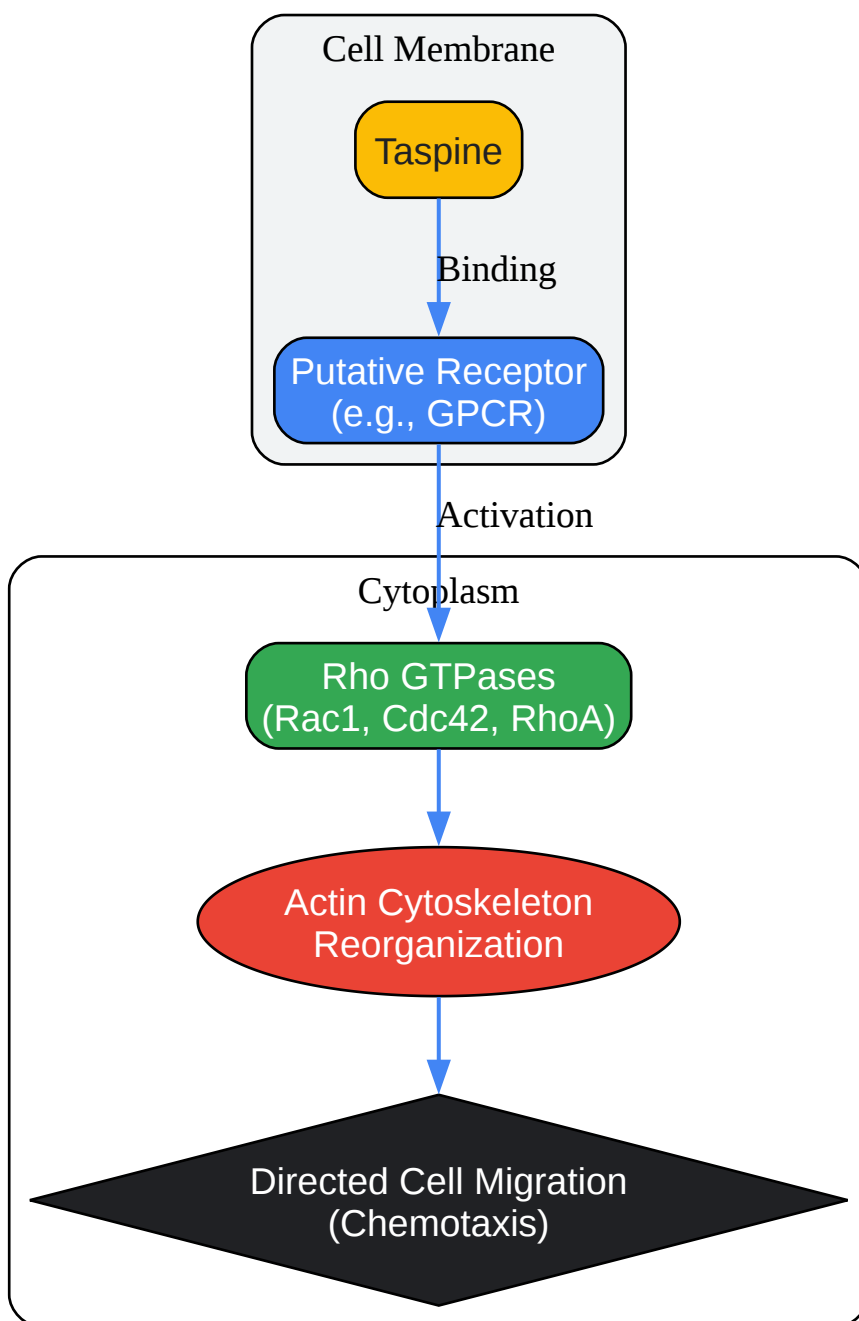 Cell Membrane
Taspine
Binding
Putative Receptor
(e.g., GPCR)
Activation
Cytoplasm
Rho GTPases
(Rac1, Cdc42, RhoA)
Actin Cytoskeleton
Reorganization
Directed Cell Migration
(Chemotaxis)